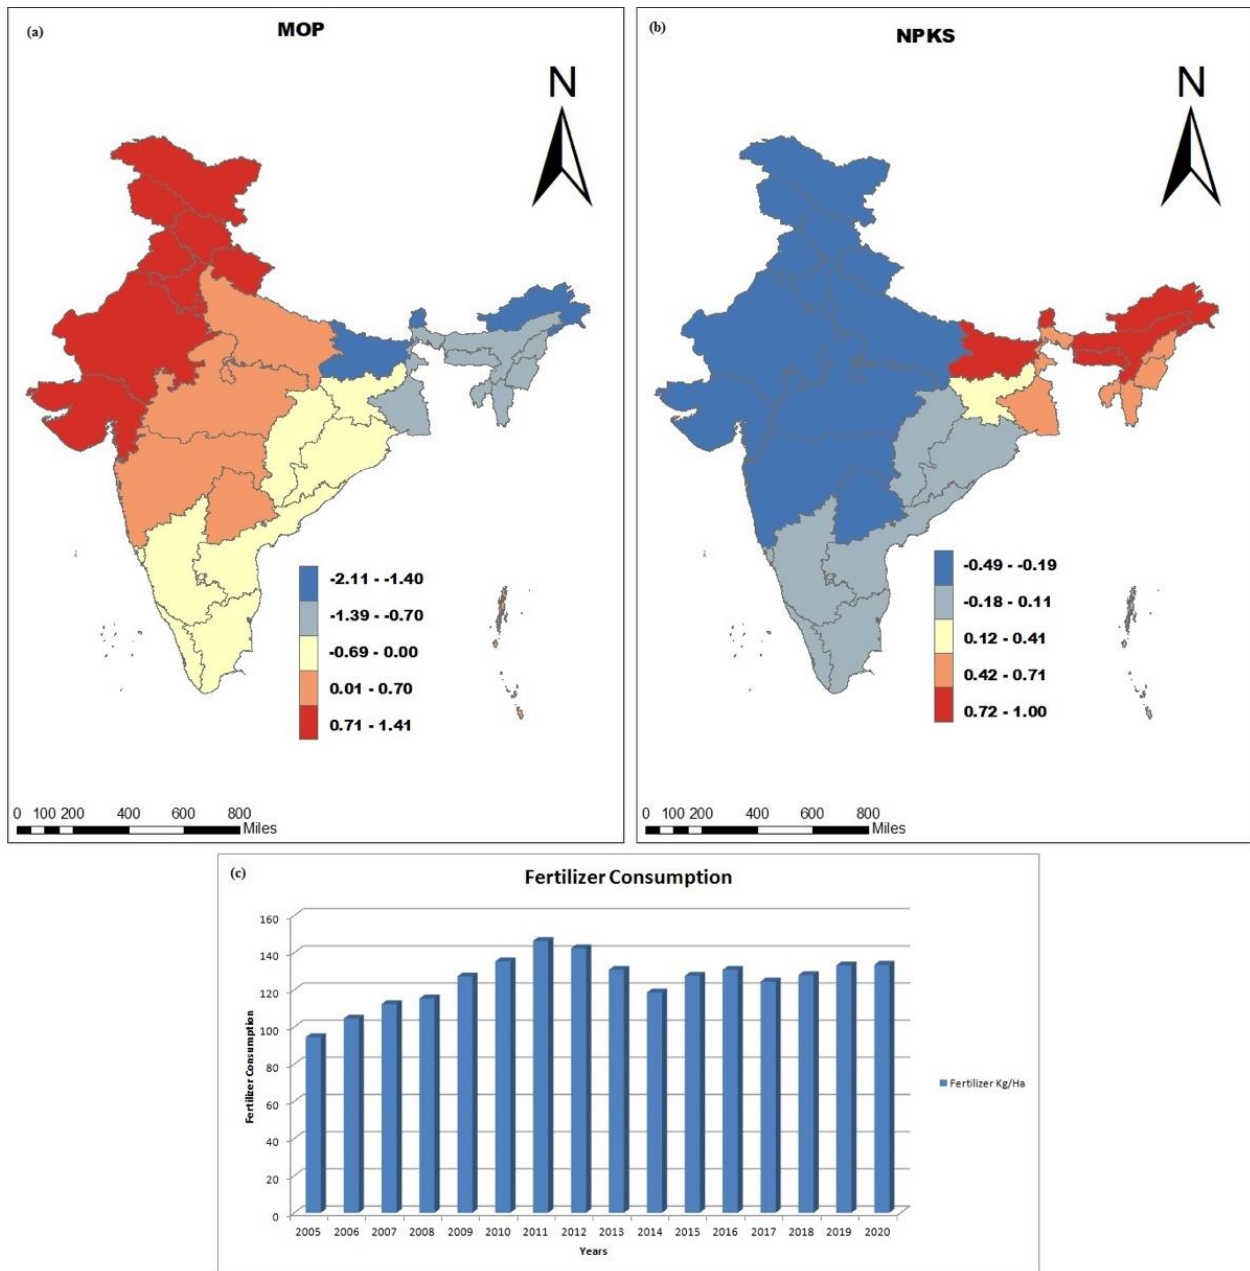 (a)
MOP
N
-2.11 - -1.40
-1.39 - -0.70
-0.69 - 0.00
0.01 - 0.70
0.71 - 1.41
0 100 200 400 600 800
Miles
(b)
NPKS
N
-0.49 - -0.19
-0.18 - 0.11
0.12 - 0.41
0.42 - 0.71
0.72 - 1.00
0 100 200 400 600 800
Miles
(c)
Fertilizer Consumption
Fertilizer Consumption
160
140
120
100
80
60
40
20
0
2005 2006 2007 2008 2009 2010 2011 2012 2013 2014 2015 2016 2017 2018 2019 2020
Years
Fertilizer Kg/Ha